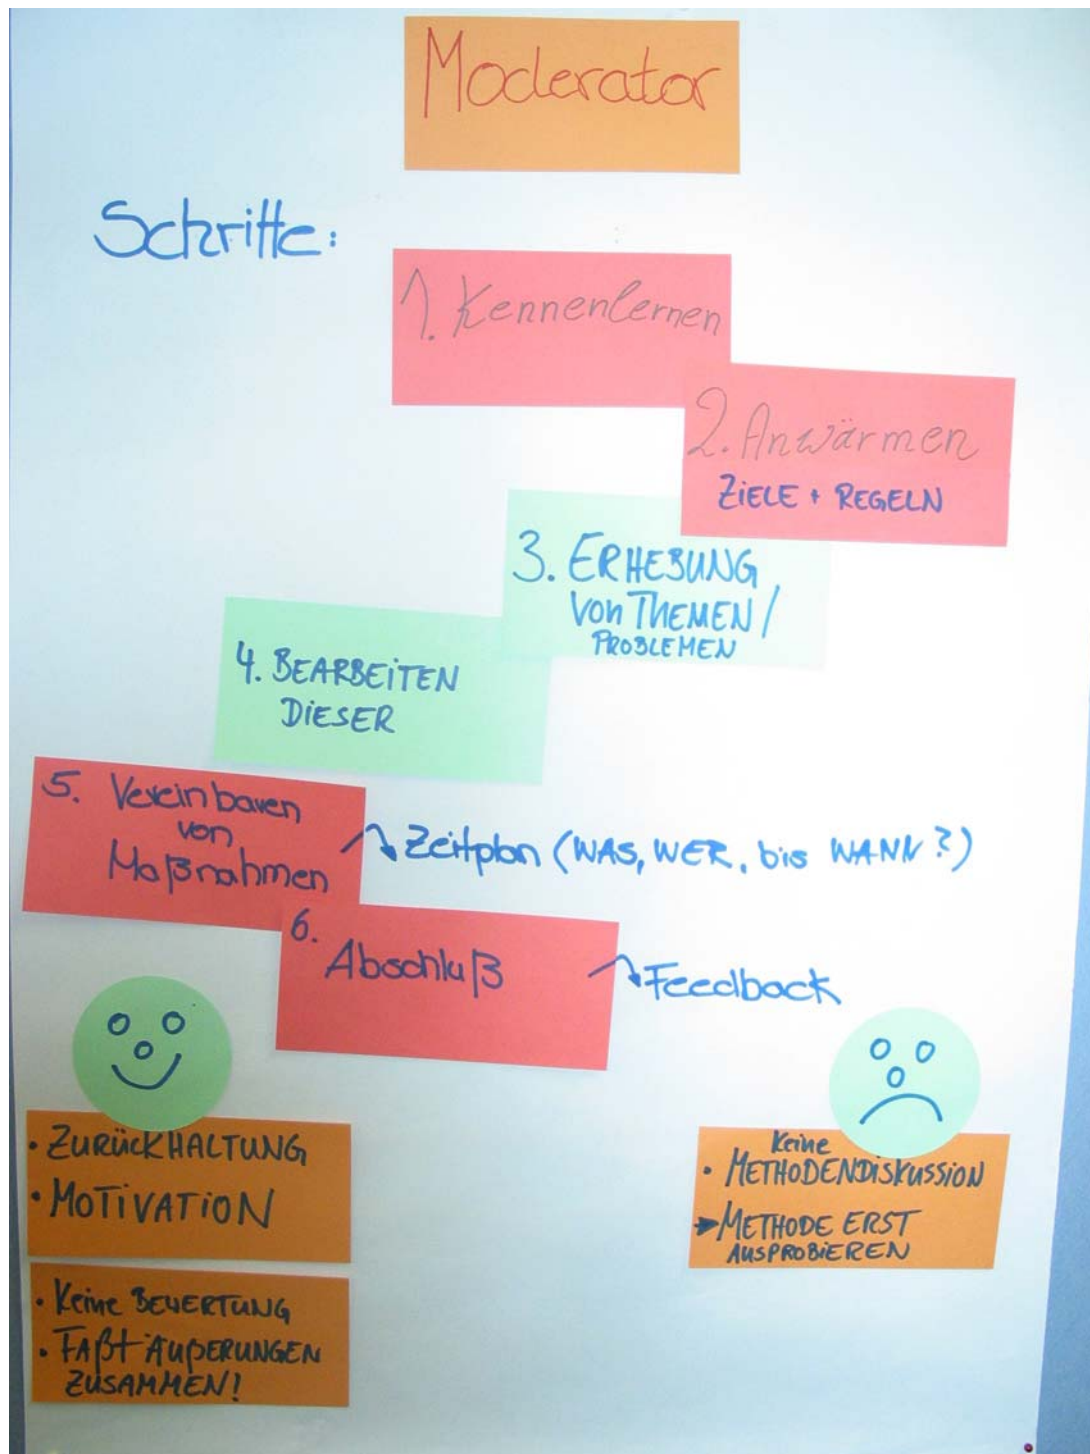 Moderator
Schritte:
1. Kennenlernen
2. Anwärmen
ZIELE + REGELN
3. ERHEBUNG
von THEMEN /
PROBLEMEN
4. BEARBEITEN
DIESER
5. Vereinbaren
von
Maßnahmen
Zeitplan (WAS, WER, bis WANN?)
6.
Abschluß
Feedback
• ZURÜCKHALTUNG
• MOTIVATION
• Keine BEWERTUNG
• FAßt ÄUßERUNGEN
ZUSAMMEN!
Keine
• METHODENDISKUSSION
➔ METHODE ERST
AUSPROBIEREN